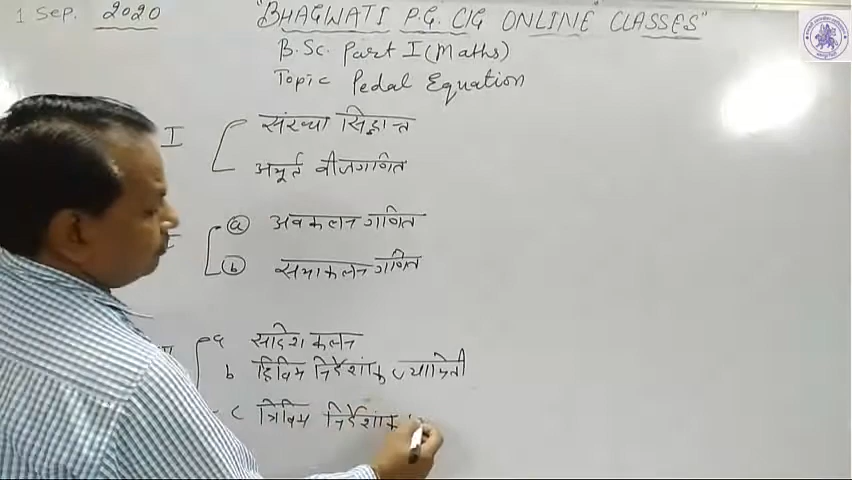 1 Sep. 2020
"BHAGWATI P.G. ClG ONLINE CLASSES"
B.Sc. Part I (Maths)
Topic Pedal Equation
I संख्या सिद्धान्त
अमूर्त बीजगणित
(a) अवकलन गणित
(b) समाकलन गणित
a सदिश कलन
b द्विविम निर्देशांक ज्यामिती
c त्रिविम निर्देशांक